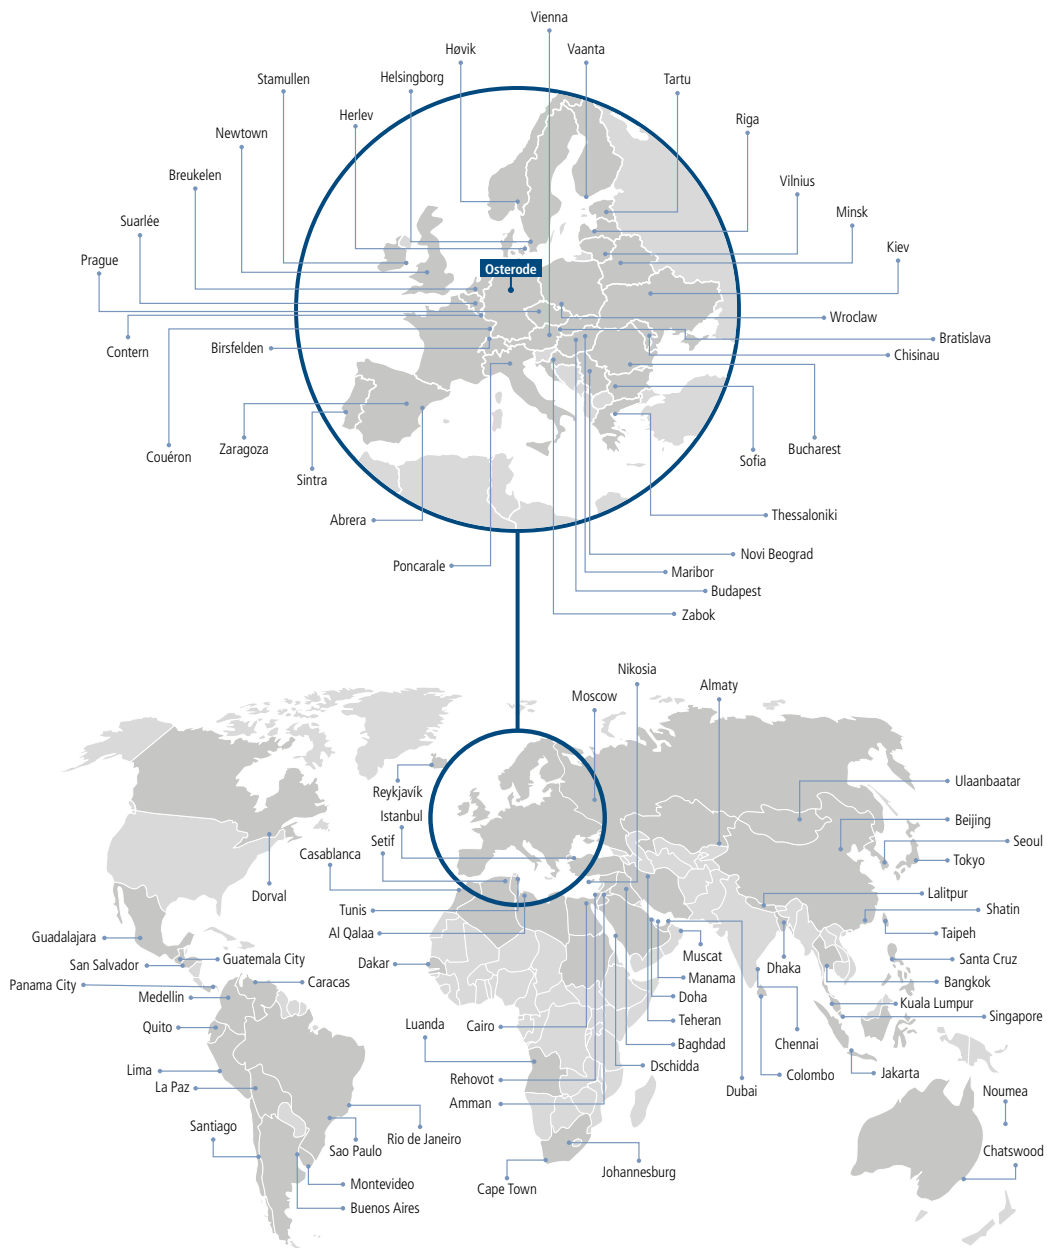 Vienna
Høvik
Vaanta
Stamullen
Helsingborg
Tartu
Herlev
Riga
Newtown
Breukelen
Vilnius
Suarlée
Minsk
Kiev
Prague
Osterode
Wroclaw
Contern
Birsfelden
Bratislava
Chisinau
Couéron
Zaragoza
Sofia
Bucharest
Sintra
Abrera
Thessaloniki
Poncarale
Novi Beograd
Maribor
Budapest
Zabok
Nikosia
Moscow
Almaty
Reykjavík
Ulaanbaatar
Istanbul
Beijing
Setif
Seoul
Casablanca
Tokyo
Dorval
Lalitpur
Tunis
Shatin
Guadalajara
Al Qalaa
Taipeh
Guatemala City
Muscat
Santa Cruz
San Salvador
Dakar
Dhaka
Panama City
Caracas
Manama
Bangkok
Medellin
Doha
Kuala Lumpur
Quito
Luanda
Cairo
Teheran
Singapore
Baghdad
Chennai
Lima
Dschidda
Colombo
Jakarta
La Paz
Rehovot
Dubai
Noumea
Amman
Santiago
Rio de Janeiro
Sao Paulo
Chatswood
Johannesburg
Montevideo
Cape Town
Buenos Aires